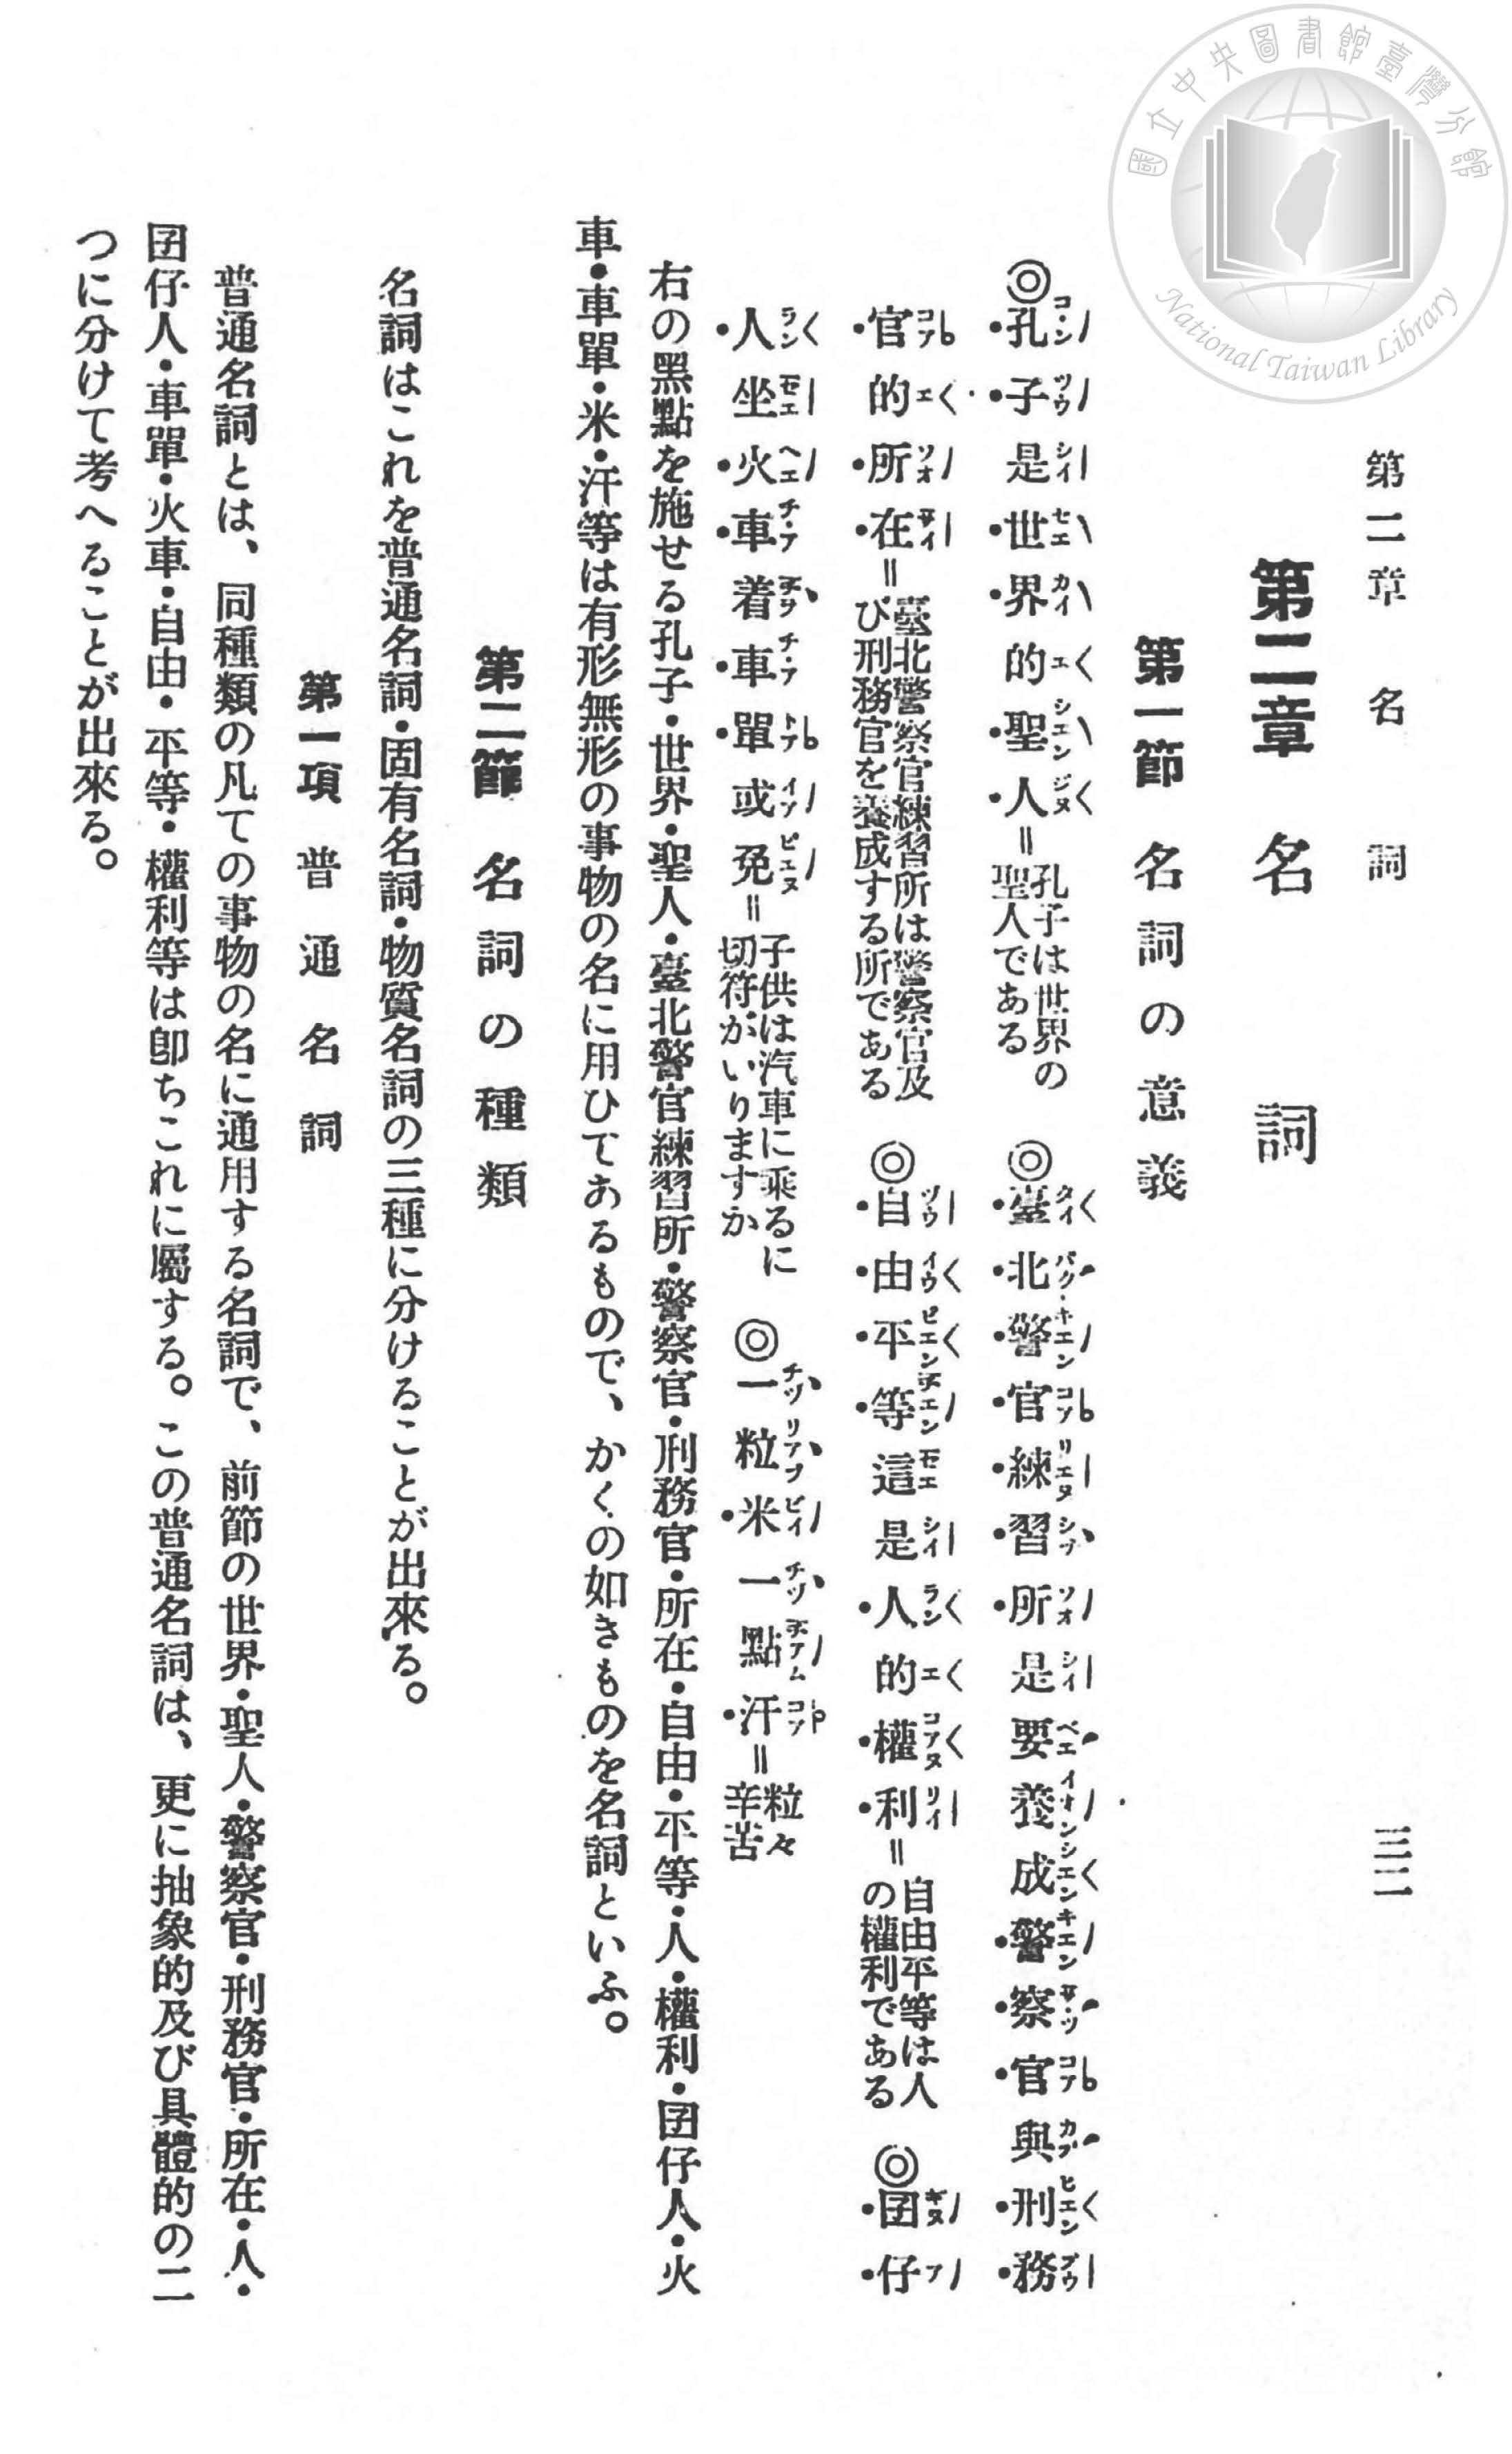 國立中央圖書館臺灣分館
National Taiwan Library
第二章 名詞
三二
第二章 名詞
第一節 名詞の意義
◎孔子是世界的聖人＝孔子は世界の聖人である ◎臺北警官練習所是要養成警察官與刑務
官的所在＝臺北警察官練習所は警察官及び刑務官を養成する所である ◎自由平等這是人的權利＝自由平等は人の權利である ◎囝仔
人坐火車着車單或免＝子供は汽車に乘るに切符がいりますか ◎一粒米一點汗＝粒々辛苦
右の黑點を施せる孔子・世界・聖人・臺北警官練習所・警察官・刑務官・所在・自由・平等・人・權利・囝仔人・火
車・車單・米・汗等は有形無形の事物の名に用ひてあるもので、かくの如きものを名詞といふ。
第二節 名詞の種類
名詞はこれを普通名詞・固有名詞・物質名詞の三種に分けることが出來る。
第一項 普通名詞
普通名詞とは、同種類の凡ての事物の名に通用する名詞で、前節の世界・聖人・警察官・刑務官・所在・人・
囝仔人・車單・火車・自由・平等・權利等は卽ちこれに屬する。この普通名詞は、更に抽象的及び具體的の二
つに分けて考へることが出來る。